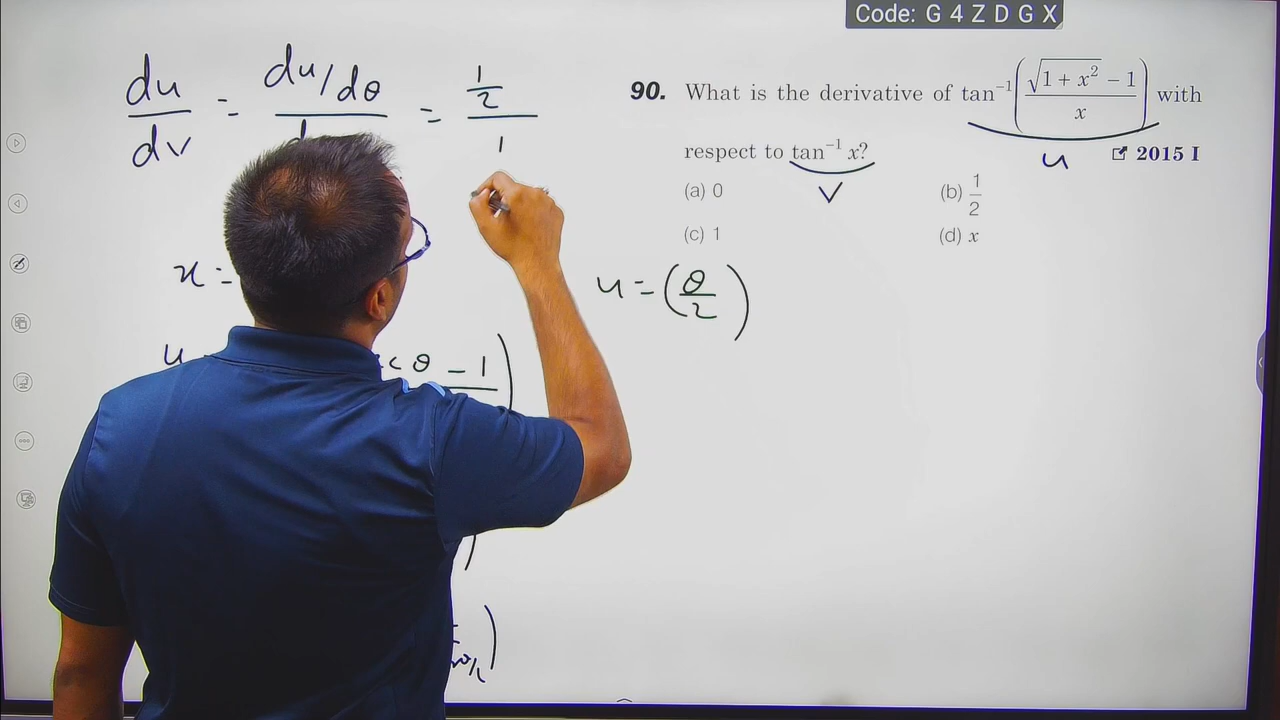 Code: G 4 Z D G X
du/dv = du/dθ / d = 1/2 / 1
x =
u
c θ - 1
90. What is the derivative of tan⁻¹((√(1 + x²) - 1)/x) with
u
respect to tan⁻¹ x? 2015 I
v
(a) 0 (b) 1/2
(c) 1 (d) x
u = (θ/2)